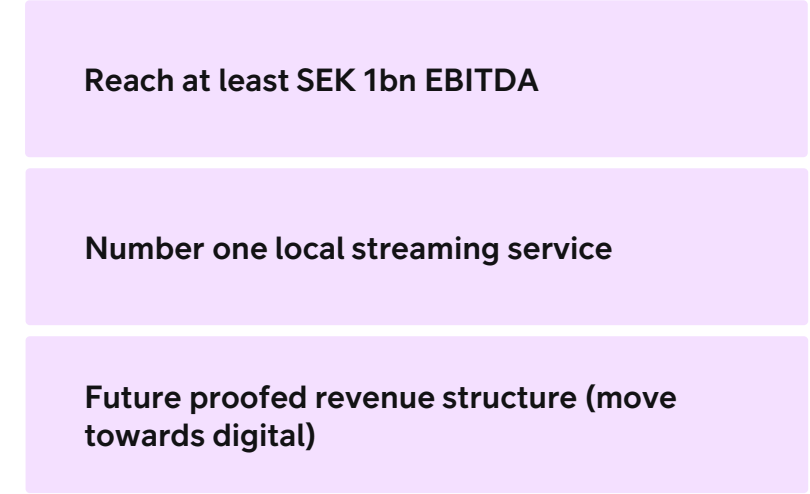 Reach at least SEK 1bn EBITDA
Number one local streaming service
Future proofed revenue structure (move
towards digital)